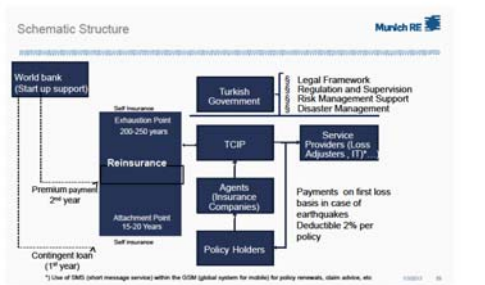 Schematic Structure
Munich RE
World bank
(Start up support)
Turkish
Government
§ Legal Framework
§ Regulation and Supervision
§ Risk Management Support
§ Disaster Management
Self Insurance
Exhaustion Point
200-250 years
Reinsurance
TCIP
Service
Providers (Loss
Adjusters , IT)*
Premium payment
2nd year
Agents
(Insurance
Companies)
Payments on first loss
basis in case of
earthquakes
Deductible 2% per
policy
Attachment Point
15-20 Years
Self insurance
Policy Holders
Contingent loan
(1st year)
*) Use of SMS (short message service) within the GSM (global system for mobile) for policy renewals, claim advice, etc